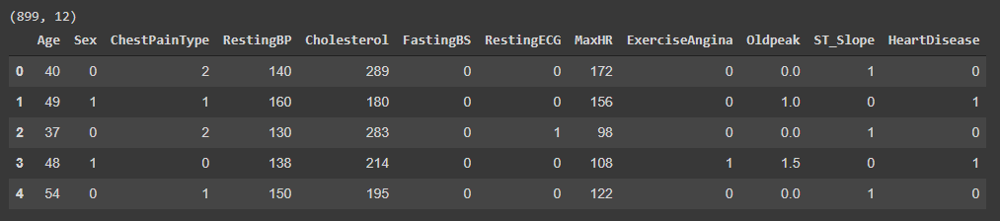 (899, 12)
Age Sex ChestPainType RestingBP Cholesterol FastingBS RestingECG MaxHR ExerciseAngina Oldpeak ST_Slope HeartDisease
0 40 0 2 140 289 0 0 172 0 0.0 1 0
1 49 1 1 160 180 0 0 156 0 1.0 0 1
2 37 0 2 130 283 0 1 98 0 0.0 1 0
3 48 1 0 138 214 0 0 108 1 1.5 0 1
4 54 0 1 150 195 0 0 122 0 0.0 1 0